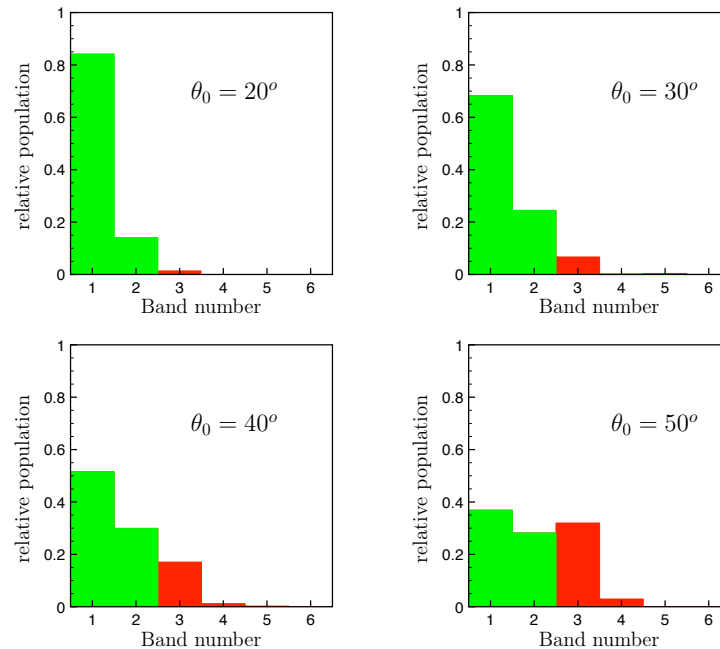 relative population
1
0.8
0.6
0.4
0.2
0
θ₀ = 20ᵒ
1 2 3 4 5 6
Band number
relative population
1
0.8
0.6
0.4
0.2
0
θ₀ = 30ᵒ
1 2 3 4 5 6
Band number
relative population
1
0.8
0.6
0.4
0.2
0
θ₀ = 40ᵒ
1 2 3 4 5 6
Band number
relative population
1
0.8
0.6
0.4
0.2
0
θ₀ = 50ᵒ
1 2 3 4 5 6
Band number